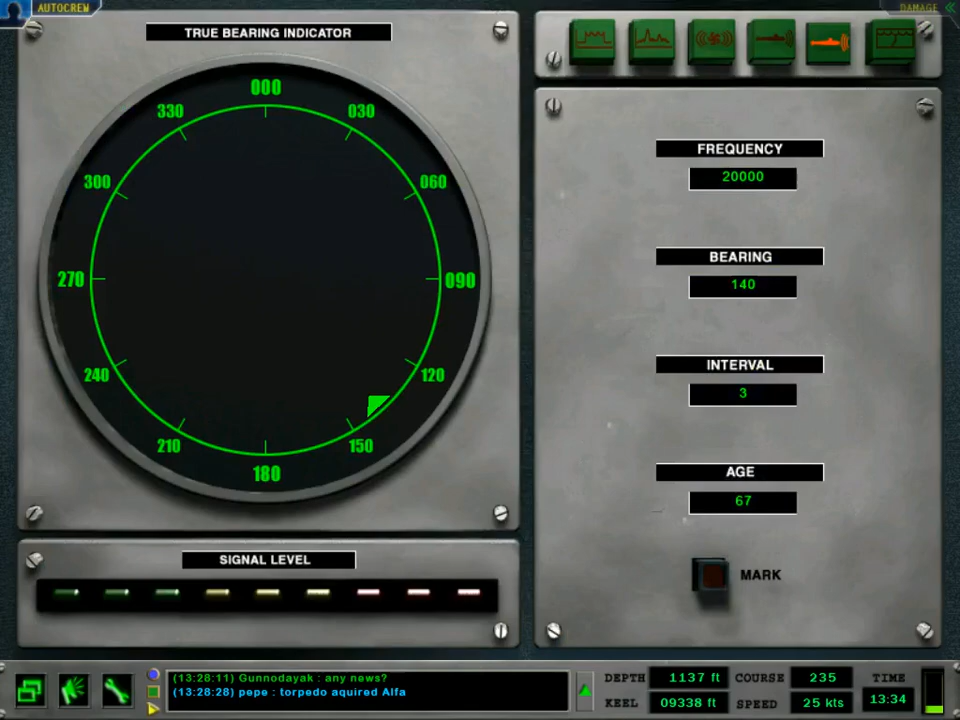 AUTOCREW
DAMAGE
TRUE BEARING INDICATOR
000
030
060
090
120
150
180
210
240
270
300
330
SIGNAL LEVEL
FREQUENCY
20000
BEARING
140
INTERVAL
3
AGE
67
MARK
(13:28:11) Gunnodayak : any news?
(13:28:28) pepe : torpedo aquired Alfa
DEPTH 1137 ft COURSE 235 TIME
KEEL 09338 ft SPEED 25 kts 13:34